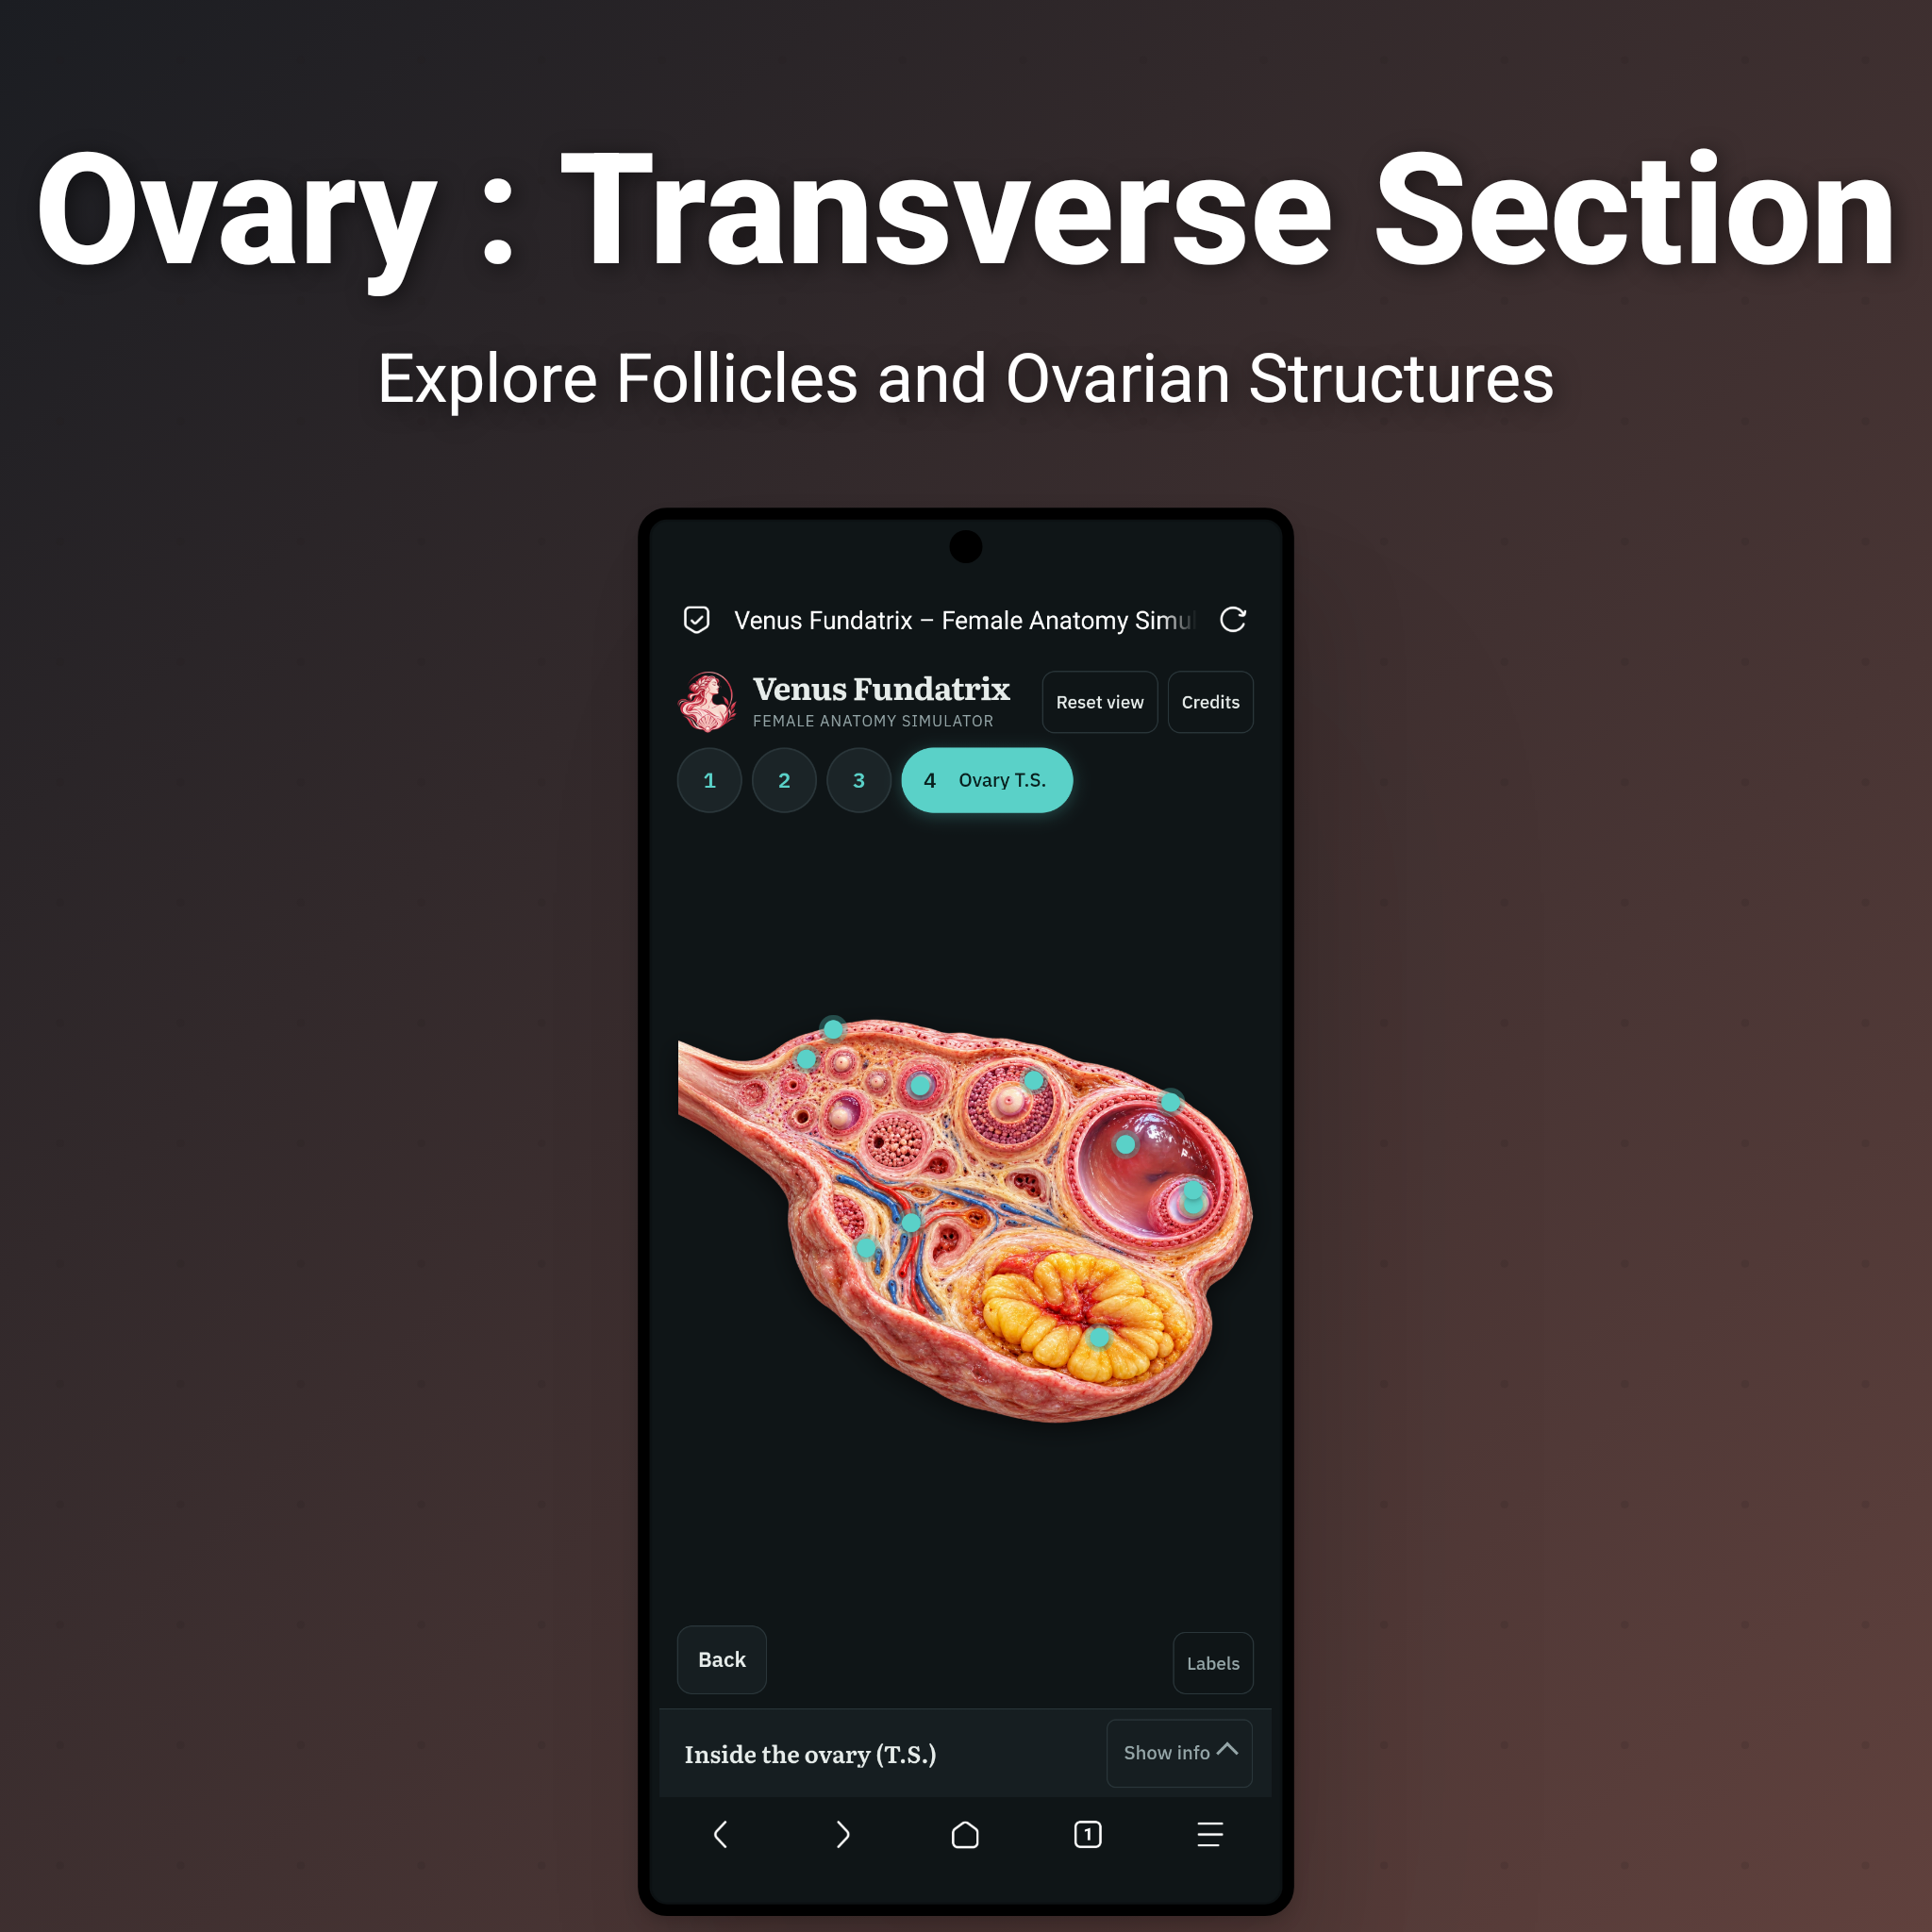 Ovary : Transverse Section
Explore Follicles and Ovarian Structures
Venus Fundatrix – Female Anatomy Simul
Venus Fundatrix
FEMALE ANATOMY SIMULATOR
Reset view
Credits
1
2
3
4 Ovary T.S.
Back
Labels
Inside the ovary (T.S.)
Show info
1